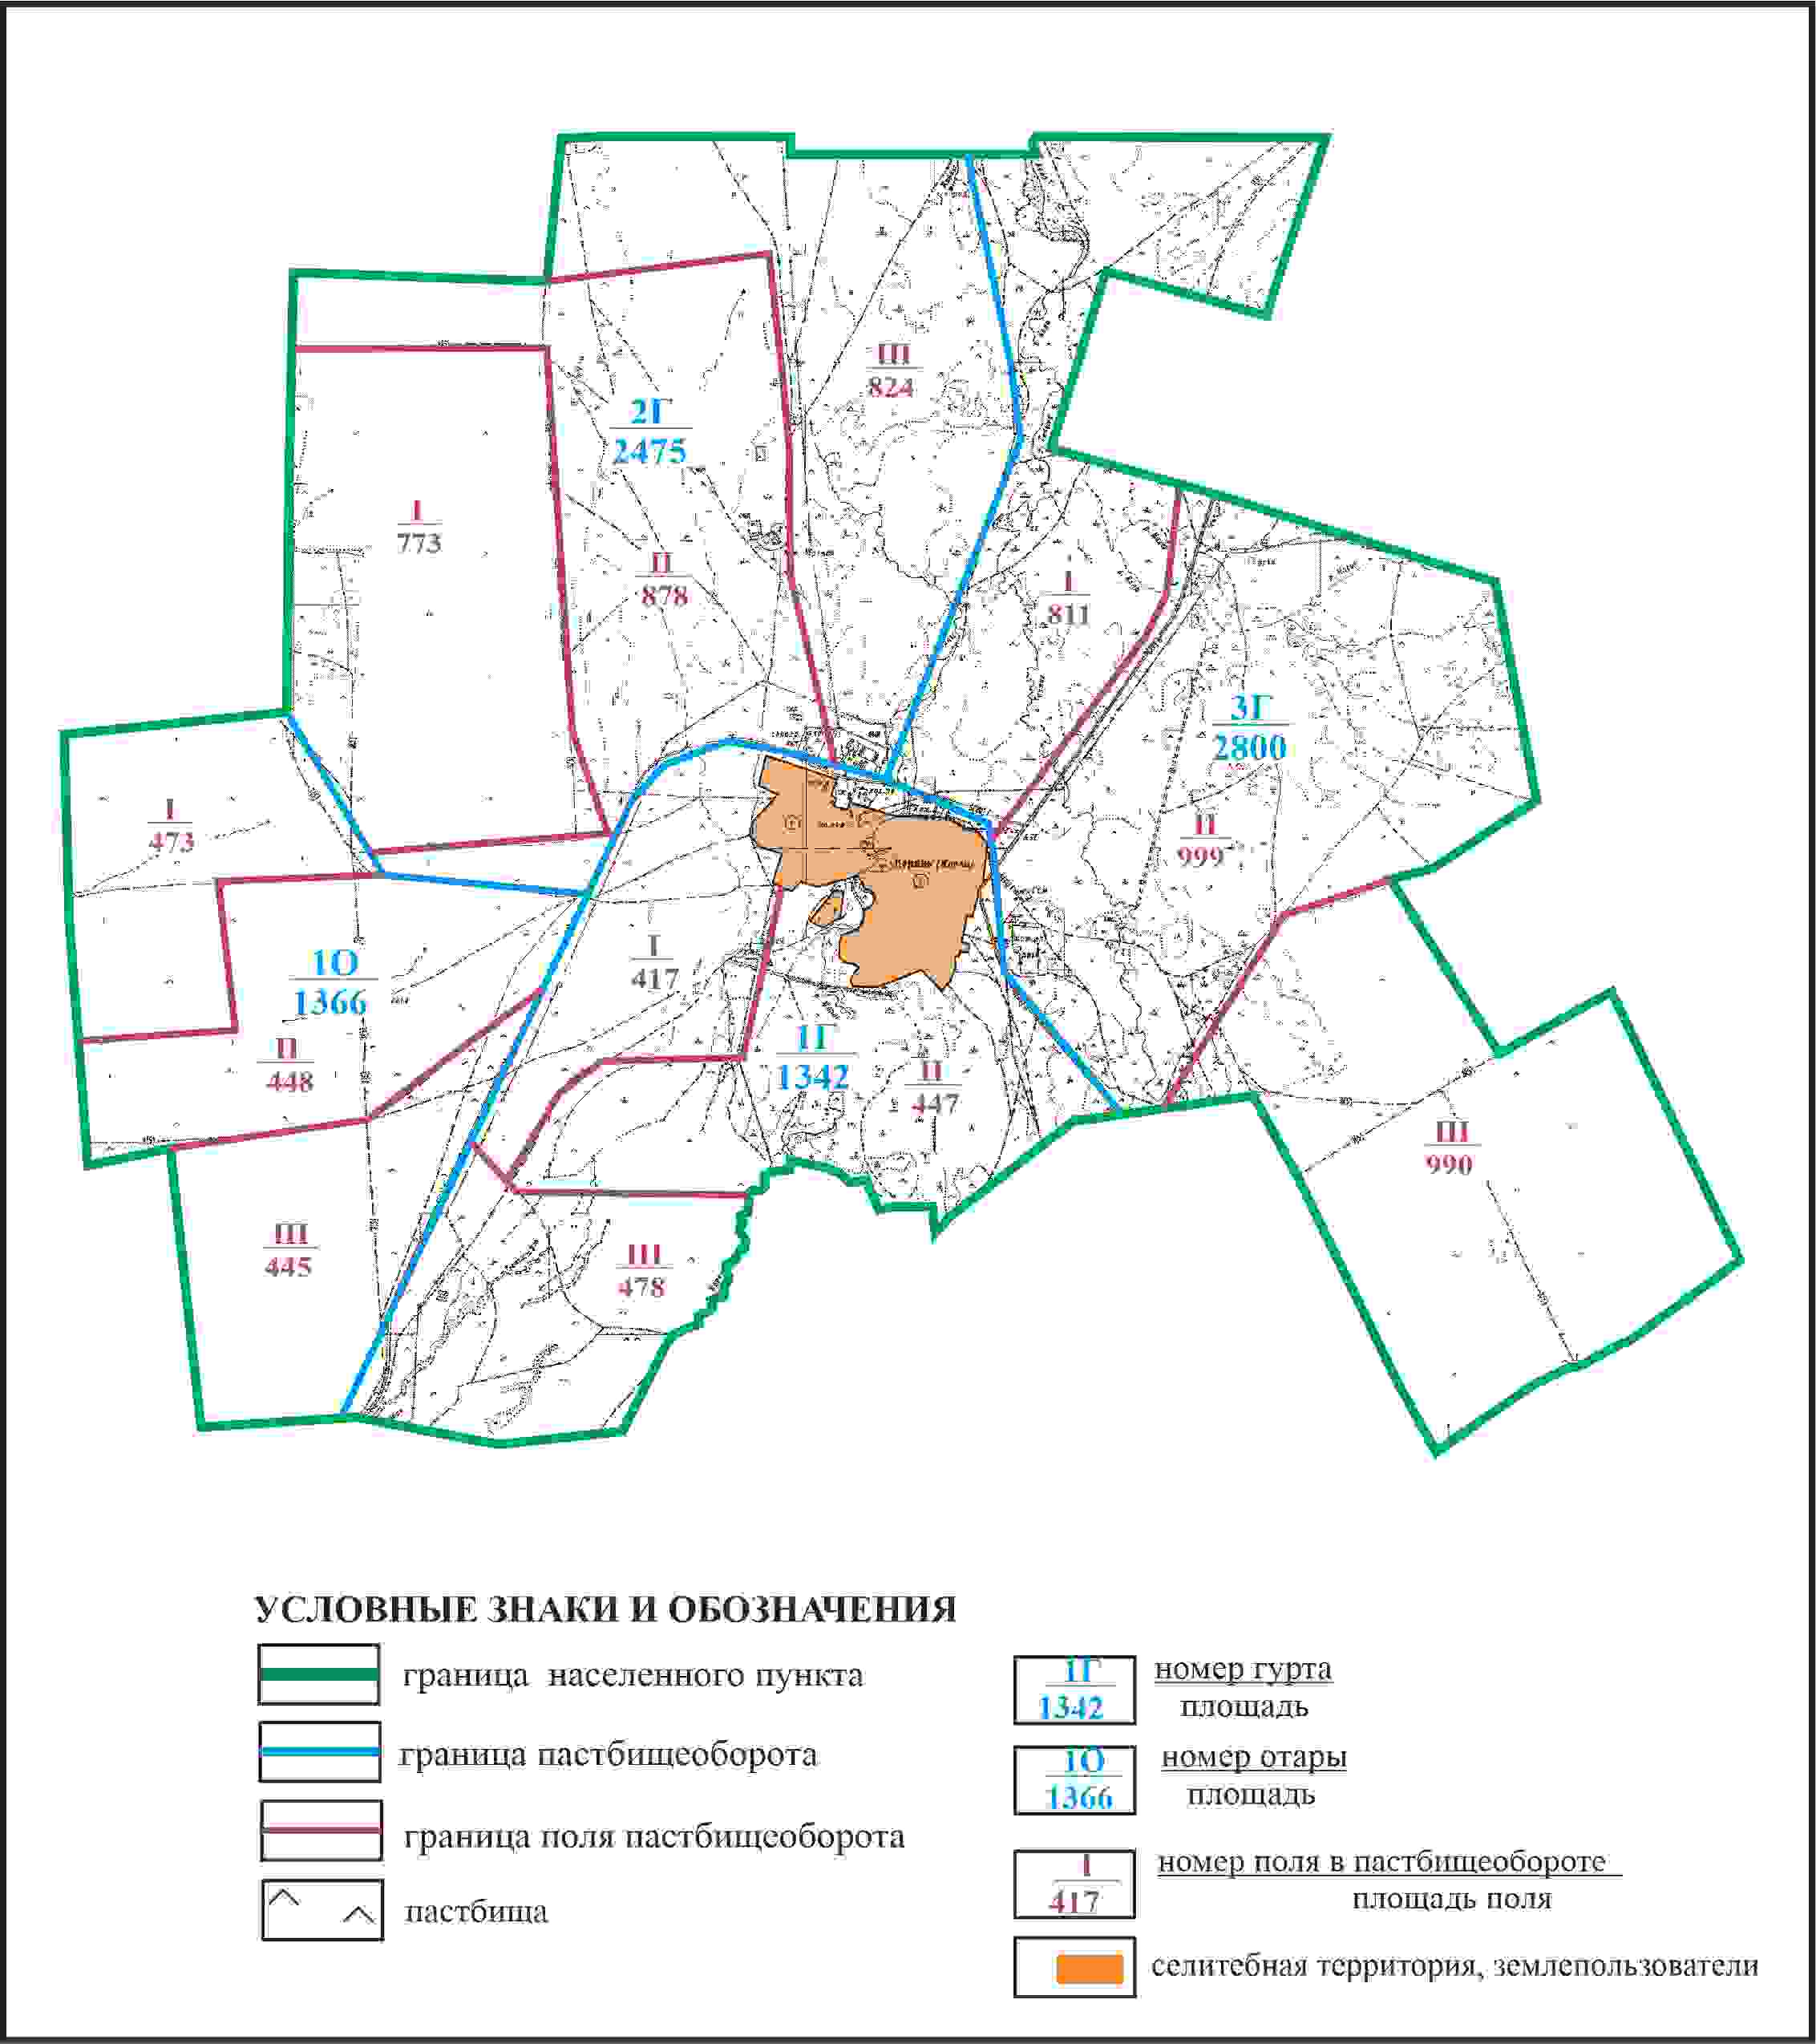 III
824
2Г
2475
I
773
II
878
I
811
3Г
2800
I
473
II
999
1О
1366
I
417
II
448
1Г
1342
II
447
III
990
III
445
III
478
УСЛОВНЫЕ ЗНАКИ И ОБОЗНАЧЕНИЯ
граница населенного пункта
граница пастбищеоборота
граница поля пастбищеоборота
пастбища
1Г
1342
номер гурта
площадь
1О
1366
номер отары
площадь
I
417
номер поля в пастбищеобороте
площадь поля
селитебная территория, землепользователи